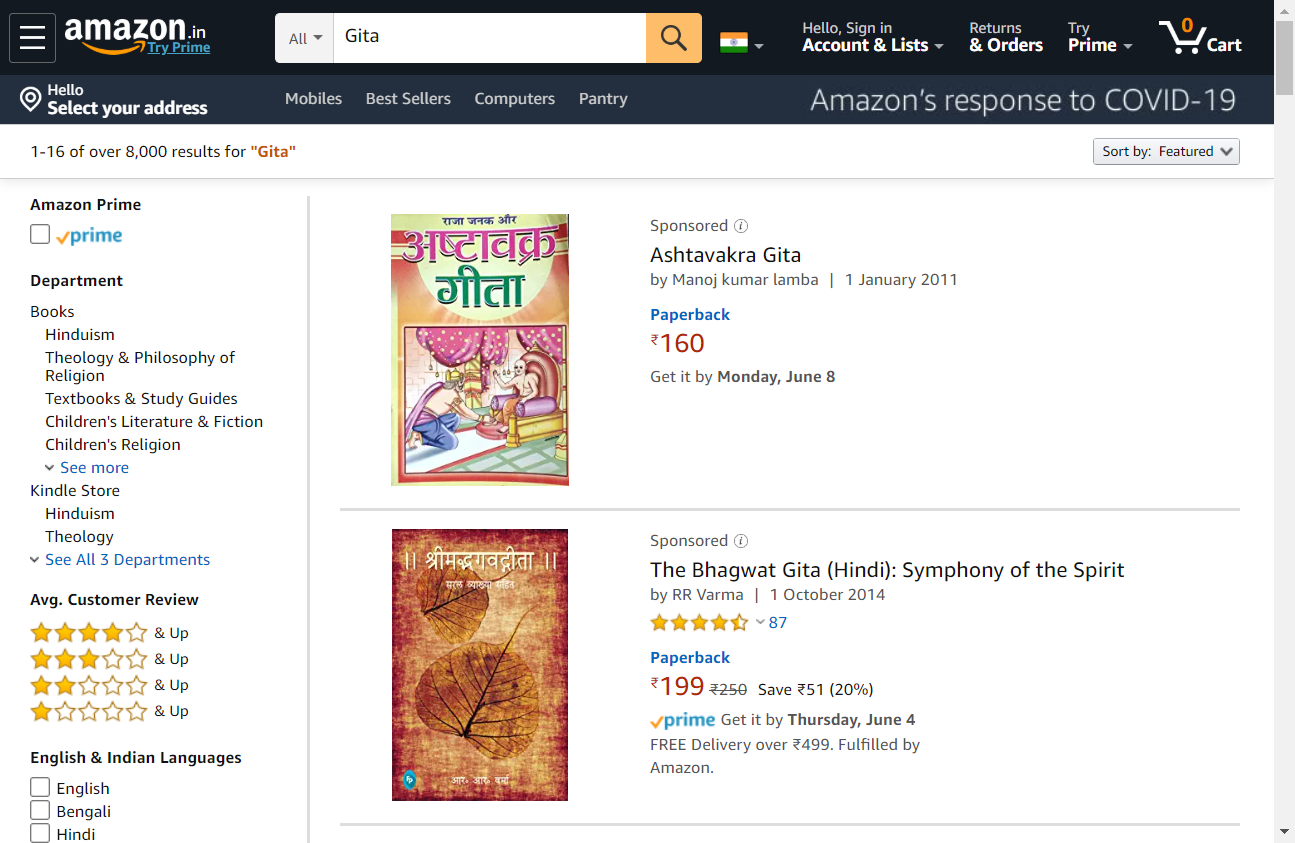 amazon.in
Try Prime
All
Gita
Hello, Sign in
Account & Lists
Returns
& Orders
Try
Prime
0
Cart
Hello
Select your address
Mobiles
Best Sellers
Computers
Pantry
Amazon's response to COVID-19
1-16 of over 8,000 results for "Gita"
Sort by: Featured
Amazon Prime
prime
Department
Books
Hinduism
Theology & Philosophy of
Religion
Textbooks & Study Guides
Children's Literature & Fiction
Children's Religion
See more
Kindle Store
Hinduism
Theology
See All 3 Departments
Avg. Customer Review
& Up
& Up
& Up
& Up
English & Indian Languages
English
Bengali
Hindi
राजा जनक और
अष्टावक्र
गीता
Sponsored
Ashtavakra Gita
by Manoj kumar lamba | 1 January 2011
Paperback
₹160
Get it by Monday, June 8
।। श्रीमद्भगवद्गीता ।।
सरल व्याख्या सहित
आर॰ आर॰ वर्मा
Sponsored
The Bhagwat Gita (Hindi): Symphony of the Spirit
by RR Varma | 1 October 2014
87
Paperback
₹199 ₹250 Save ₹51 (20%)
prime Get it by Thursday, June 4
FREE Delivery over ₹499. Fulfilled by
Amazon.